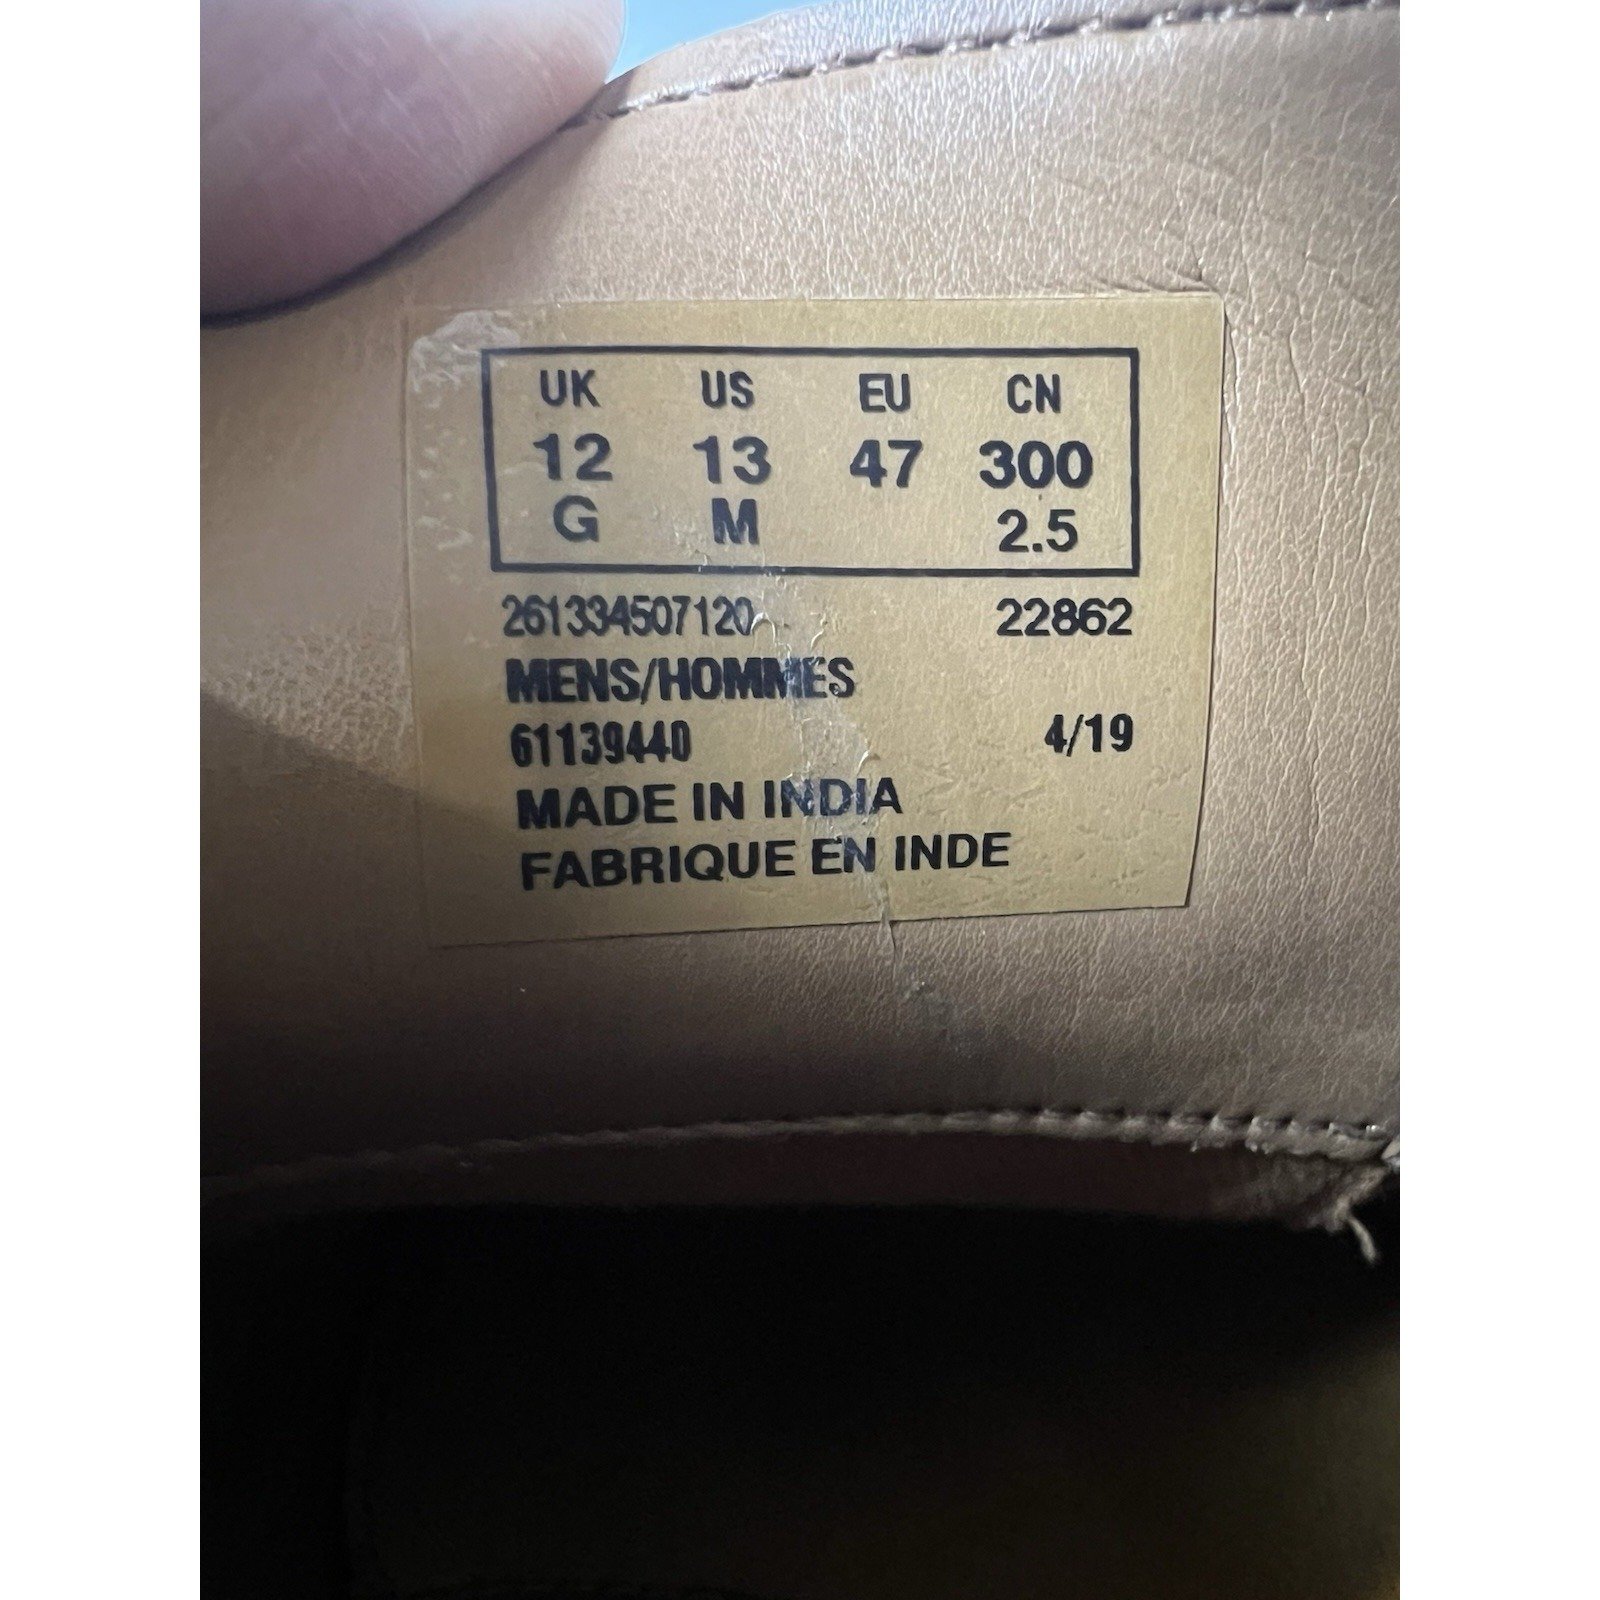 UK US EU CN
12 13 47 300
G M 2.5
261334507120 22862
MENS/HOMMES
61139440 4/19
MADE IN INDIA
FABRIQUE EN INDE